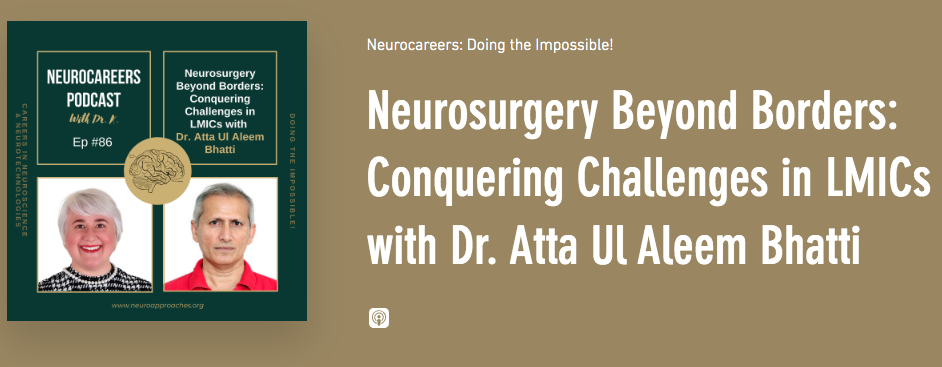 NEUROCAREERS
PODCAST
With Dr. K.
Ep #86
Neurosurgery
Beyond Borders:
Conquering
Challenges in
LMICs with
Dr. Atta Ul Aleem
Bhatti
CAREERS IN NEUROSCIENCE
& NEUROTECHNOLOGIES
DOING THE IMPOSSIBLE!
www.neuroapproaches.org
Neurocareers: Doing the Impossible!
Neurosurgery Beyond Borders:
Conquering Challenges in LMICs
with Dr. Atta Ul Aleem Bhatti